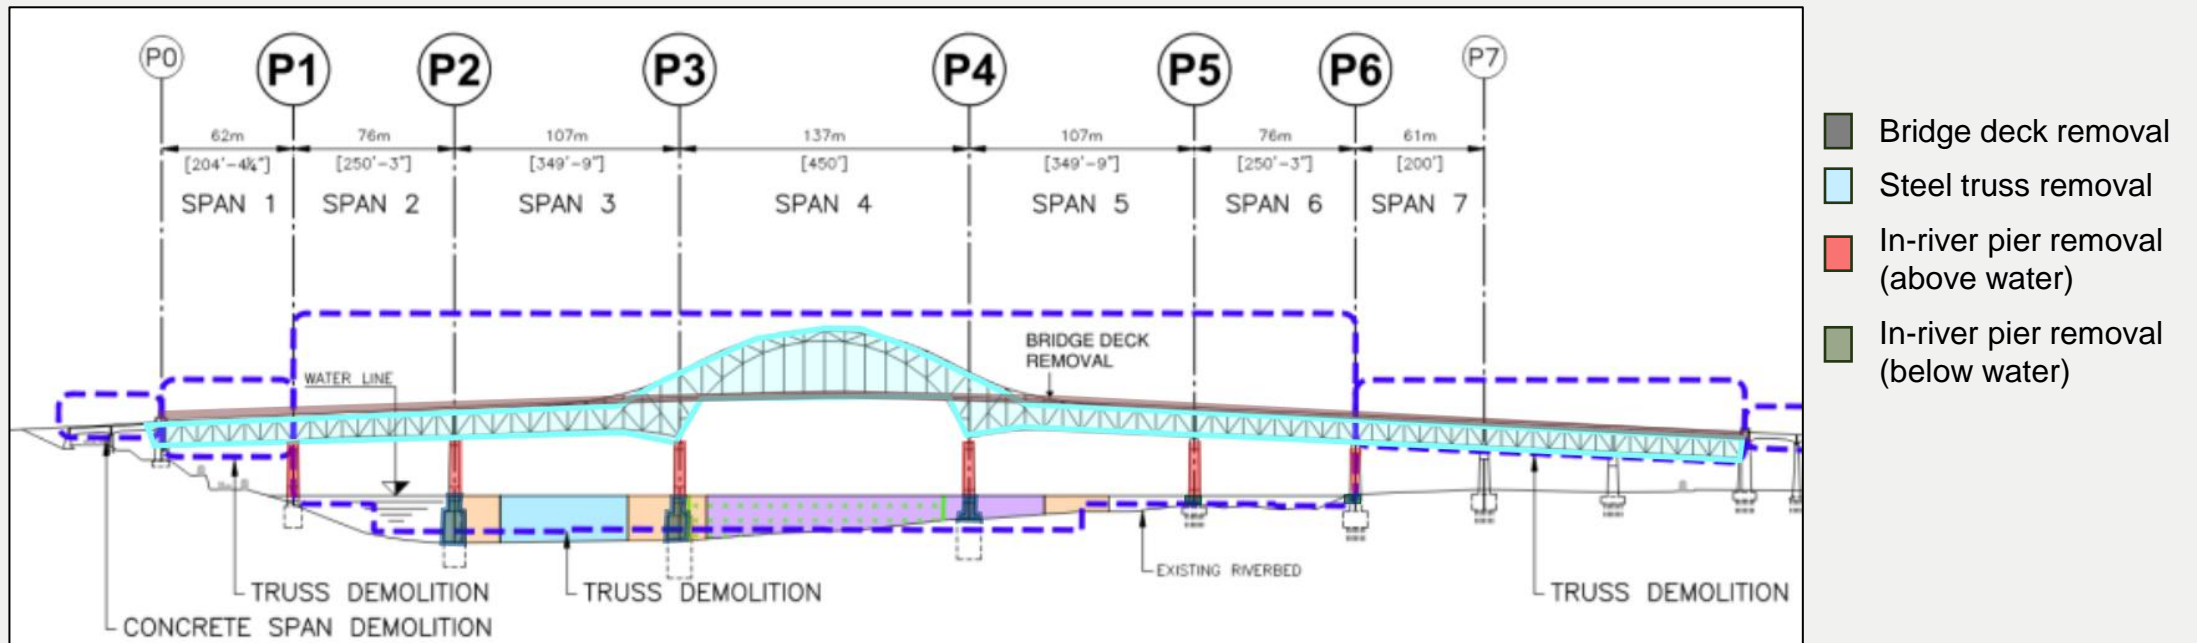 P0
P1
P2
P3
P4
P5
P6
P7
62m
76m
107m
137m
107m
76m
61m
[204'-4¼"]
[250'-3"]
[349'-9"]
[450']
[349'-9"]
[250'-3"]
[200']
SPAN 1
SPAN 2
SPAN 3
SPAN 4
SPAN 5
SPAN 6
SPAN 7
BRIDGE DECK
REMOVAL
WATER LINE
EXISTING RIVERBED
TRUSS DEMOLITION
TRUSS DEMOLITION
TRUSS DEMOLITION
CONCRETE SPAN DEMOLITION
Bridge deck removal
Steel truss removal
In-river pier removal
(above water)
In-river pier removal
(below water)